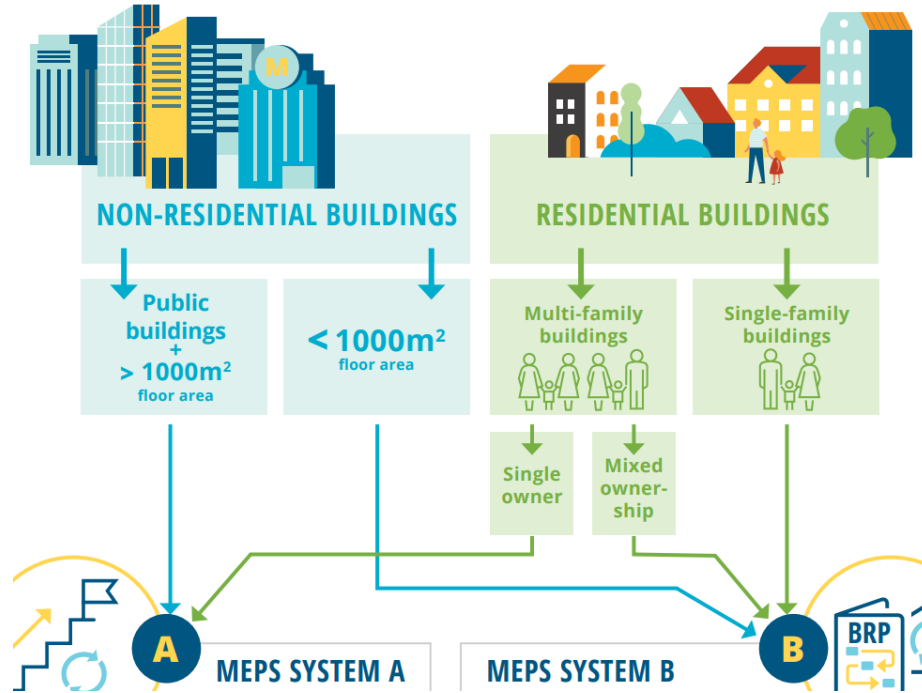 M
NON-RESIDENTIAL BUILDINGS
RESIDENTIAL BUILDINGS
Public
buildings
+
> 1000m²
floor area
< 1000m²
floor area
Multi-family
buildings
Single-family
buildings
Single
owner
Mixed
owner-
ship
A
MEPS SYSTEM A
MEPS SYSTEM B
B
BRP